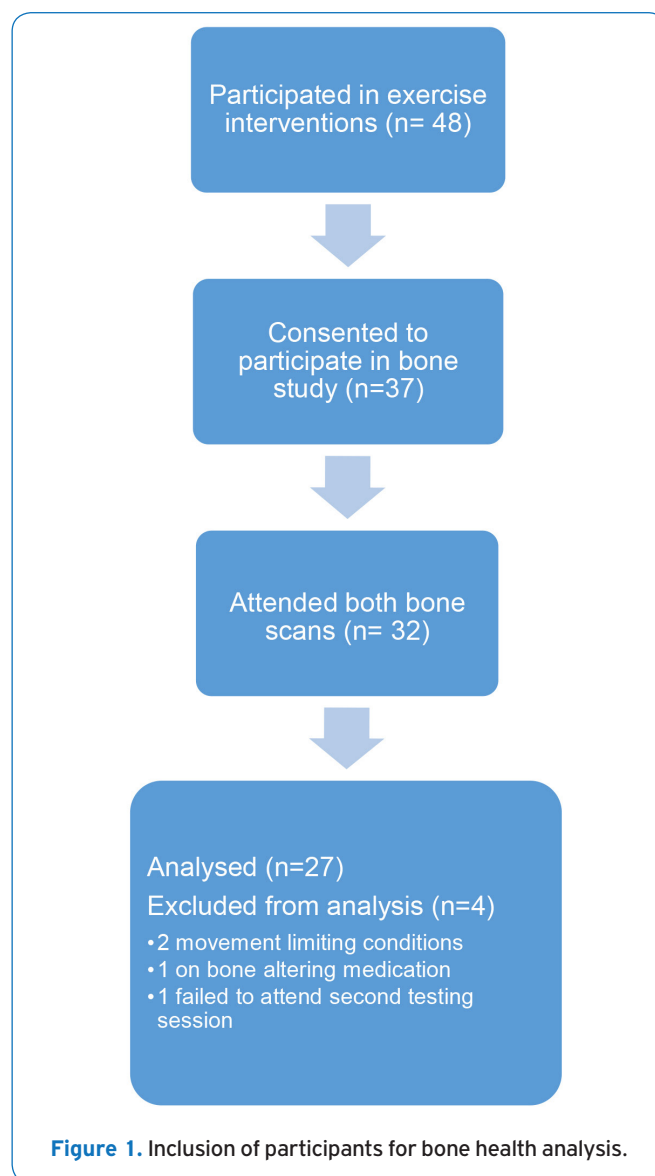 Participated in exercise
interventions (n= 48)
Consented to
participate in bone
study (n=37)
Attended both bone
scans (n= 32)
Analysed (n=27)
Excluded from analysis (n=4)
•2 movement limiting conditions
•1 on bone altering medication
•1 failed to attend second testing
session
Figure 1. Inclusion of participants for bone health analysis.